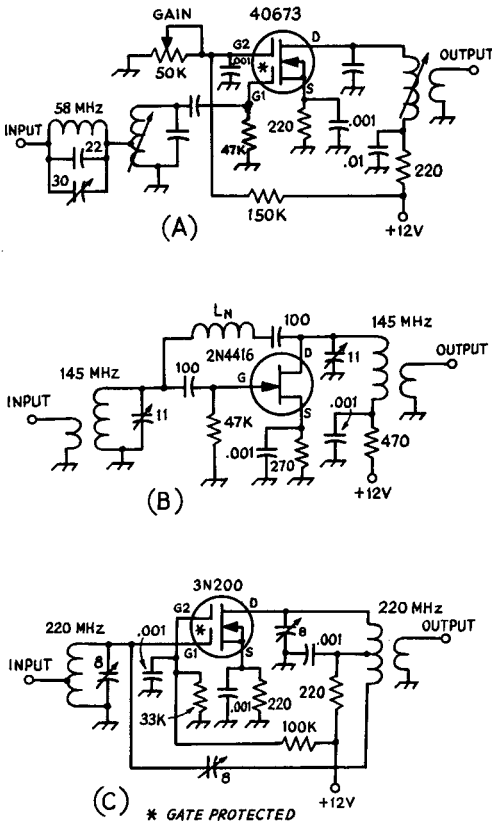 40673
GAIN
G2
D
.001
50K
*
G1
S
OUTPUT
58 MHz
INPUT
22
30
47K
220
.001
.01
220
150K
+12V
(A)
LN
100
2N4416
145 MHz
D
11
OUTPUT
145 MHz
100
G
INPUT
11
S
47K
.001
.001
270
470
+12V
(B)
3N200
G2
D
*
220 MHz
.001
G1
S
8
.001
220 MHz
OUTPUT
INPUT
8
220
.001
220
33K
100K
8
+12V
(C)
* GATE PROTECTED